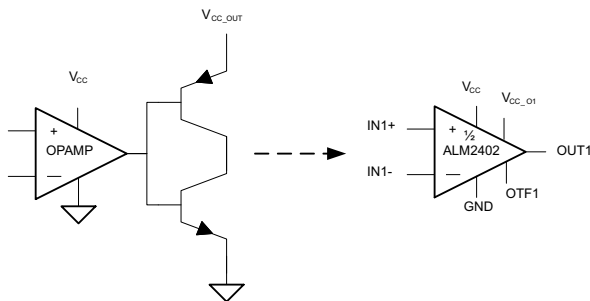 VCC_OUT
VCC
+
OPAMP
−
VCC
VCC_O1
IN1+
+ ½
ALM2402
OUT1
IN1-
−
OTF1
GND